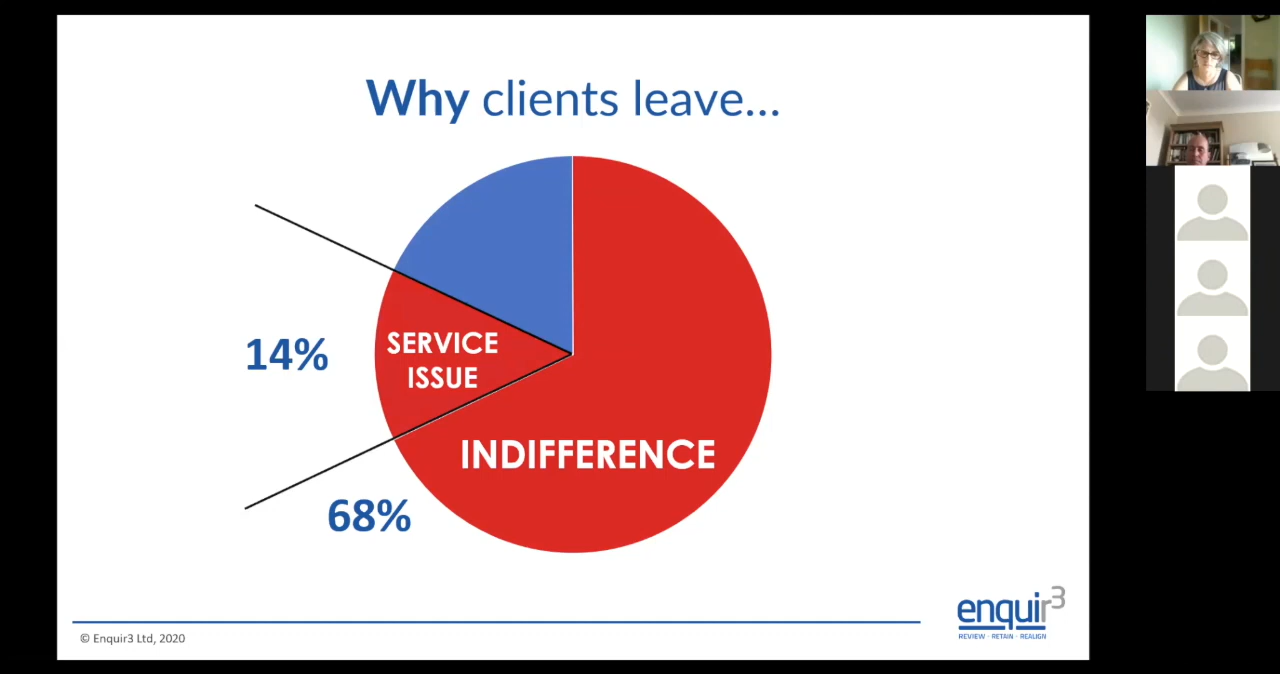 Why clients leave...
14%
SERVICE
ISSUE
INDIFFERENCE
68%
enquir3
REVIEW · RETAIN · REALIGN
© Enquir3 Ltd, 2020